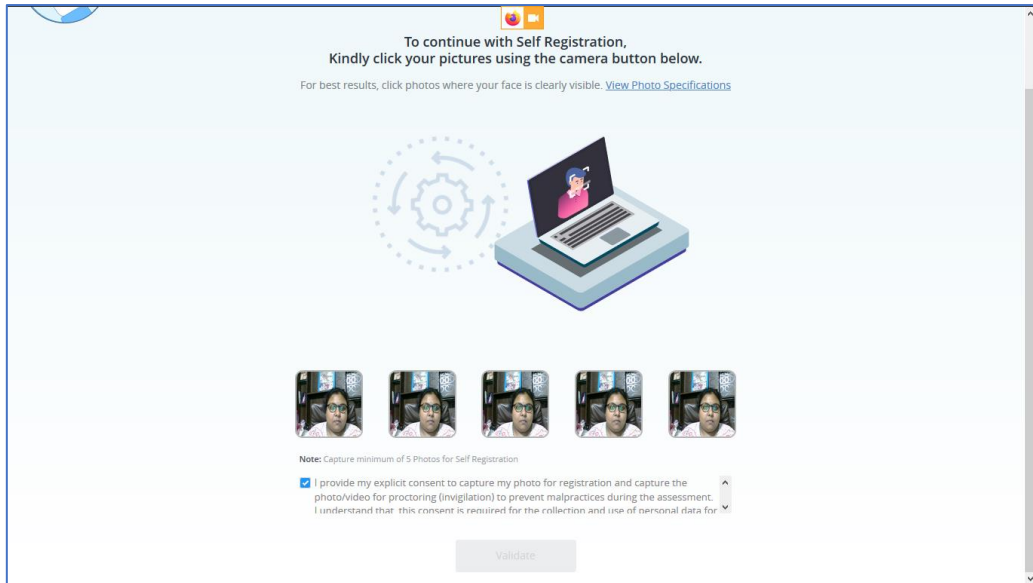 To continue with Self Registration,
Kindly click your pictures using the camera button below.
For best results, click photos where your face is clearly visible. View Photo Specifications
Note: Capture minimum of 5 Photos for Self Registration
I provide my explicit consent to capture my photo for registration and capture the
photo/video for proctoring (invigilation) to prevent malpractices during the assessment.
I understand that, this consent is required for the collection and use of personal data for
Validate